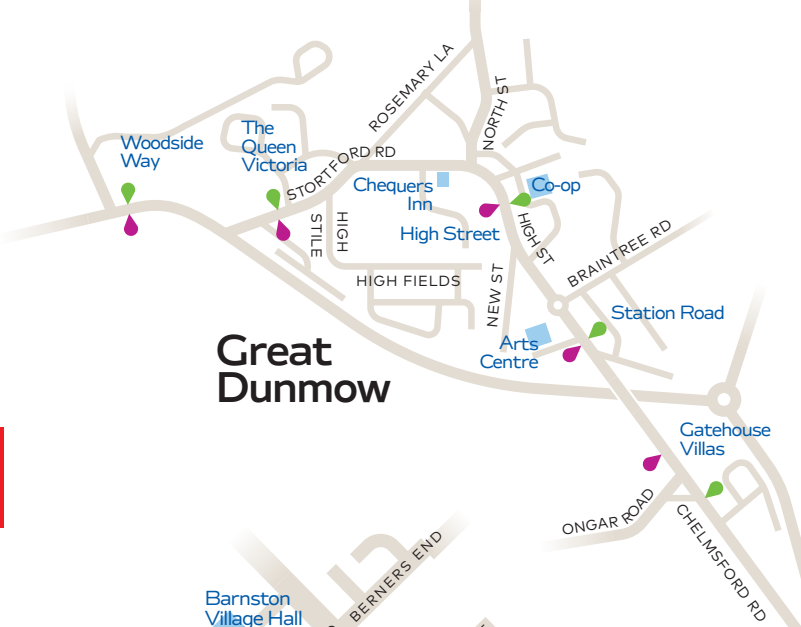 ROSEMARY LA
NORTH ST
Woodside
Way
The
Queen
Victoria
STORTFORD RD
Chequers
Inn
Co-op
High Street
HIGH ST
HIGH
STILE
BRAINTREE RD
HIGH FIELDS
NEW ST
Station Road
Arts
Centre
Great
Dunmow
Gatehouse
Villas
ONGAR ROAD
CHELMSFORD RD
BERNERS END
Barnston
Village Hall